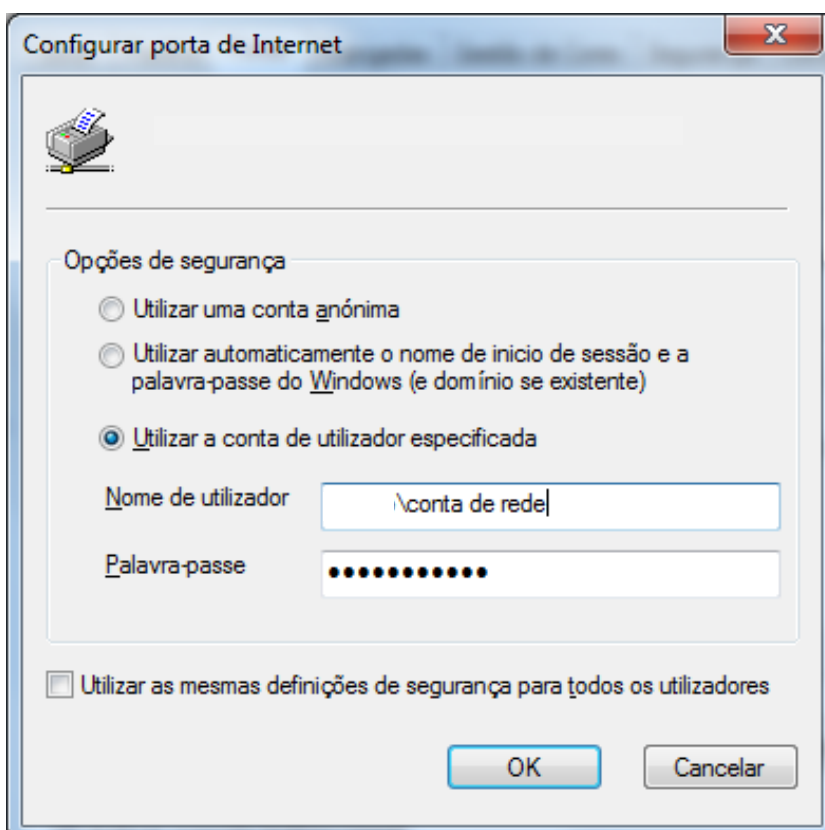 Configurar porta de Internet
Opções de segurança
Utilizar uma conta anónima
Utilizar automaticamente o nome de inicio de sessão e a
palavra-passe do Windows (e domínio se existente)
Utilizar a conta de utilizador especificada
Nome de utilizador
\conta de rede
Palavra-passe
●●●●●●●●●●●
Utilizar as mesmas definições de segurança para todos os utilizadores
OK
Cancelar